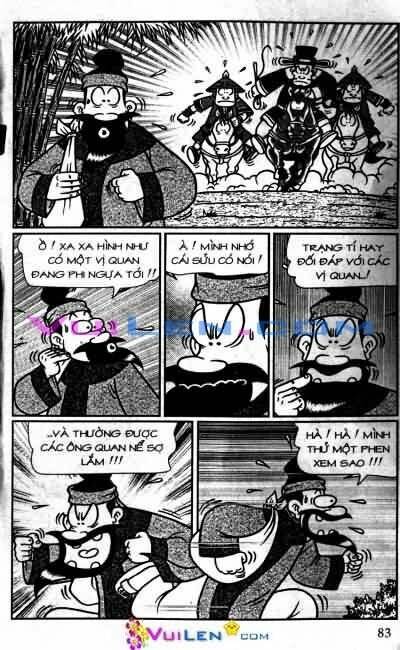 Ồ! XA XA HÌNH NHƯ
CÓ MỘT VỊ QUAN
ĐANG PHI NGỰA TỚI!!
À! MÌNH NHỚ
CÁI SỬU CÓ NÓI!
TRẠNG TÍ HAY
ĐỐI ĐÁP VỚI CÁC
VỊ QUAN..!
VUILEN.COM
..VÀ THƯỜNG ĐƯỢC
CÁC ÔNG QUAN NỂ SỢ
LẮM!!!
HÀ! HÀ! MÌNH
THỬ MỘT PHEN
XEM SAO!!!
83
VUILEN.COM